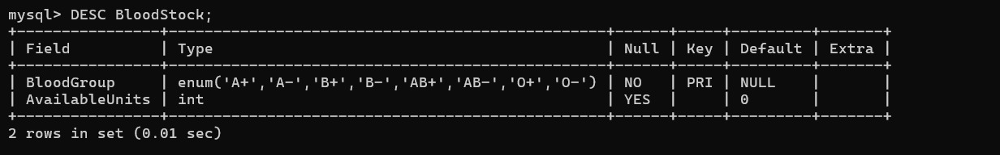 mysql> DESC BloodStock;
+----------------+-------------------------------------------------+------+-----+---------+-------+
| Field          | Type                                            | Null | Key | Default | Extra |
+----------------+-------------------------------------------------+------+-----+---------+-------+
| BloodGroup     | enum('A+','A-','B+','B-','AB+','AB-','O+','O-') | NO   | PRI | NULL    |       |
| AvailableUnits | int                                             | YES  |     | 0       |       |
+----------------+-------------------------------------------------+------+-----+---------+-------+
2 rows in set (0.01 sec)